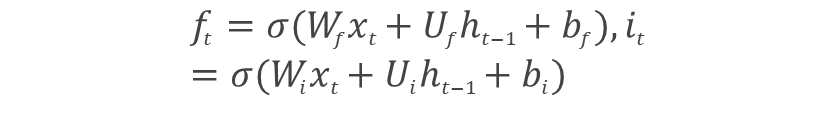 f_t = σ(W_f x_t + U_f h_{t−1} + b_f), i_t
= σ(W_i x_t + U_i h_{t−1} + b_i)